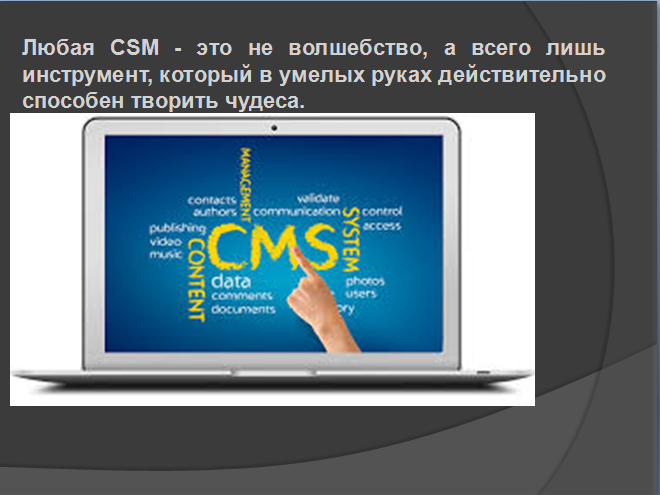 Любая CSM - это не волшебство, а всего лишь
инструмент, который в умелых руках действительно
способен творить чудеса.
MANAGEMENT
contacts
validate
authors
communication
control
access
publishing
video
music
CMS
SYSTEM
CONTENT
data
comments
documents
photos
users